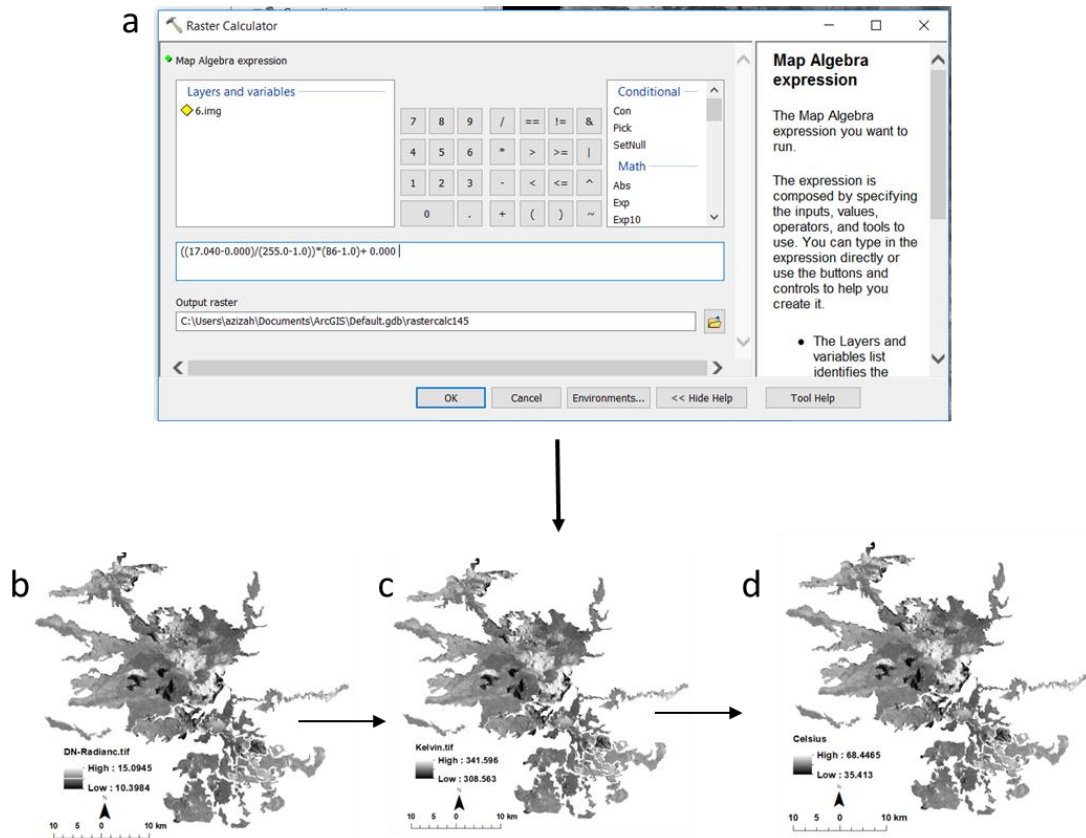 a
Raster Calculator
Map Algebra expression
Layers and variables
6.img
7 8 9 / == != &
4 5 6 * > >= |
1 2 3 - < <= ^
0 . + ( ) ~
Conditional
Con
Pick
SetNull
Math
Abs
Exp
Exp10
((17.040-0.000)/(255.0-1.0))*(86-1.0)+ 0.000
Output raster
C:\Users\azizah\Documents\ArcGIS\Default.gdb\rastercalc145
OK Cancel Environments... << Hide Help Tool Help
Map Algebra
expression
The Map Algebra
expression you want to
run.
The expression is
composed by specifying
the inputs, values,
operators, and tools to
use. You can type in the
expression directly or
use the buttons and
controls to help you
create it.
• The Layers and
variables list
identifies the
b
DN-Radianc.tif
High : 15.0945
Low : 10.3984
N
10 5 0 10 km
c
Kelvin.tif
High : 341.596
Low : 308.563
N
10 5 0 10 km
d
Celsius
High : 68.4465
Low : 35.413
N
10 5 0 10 km